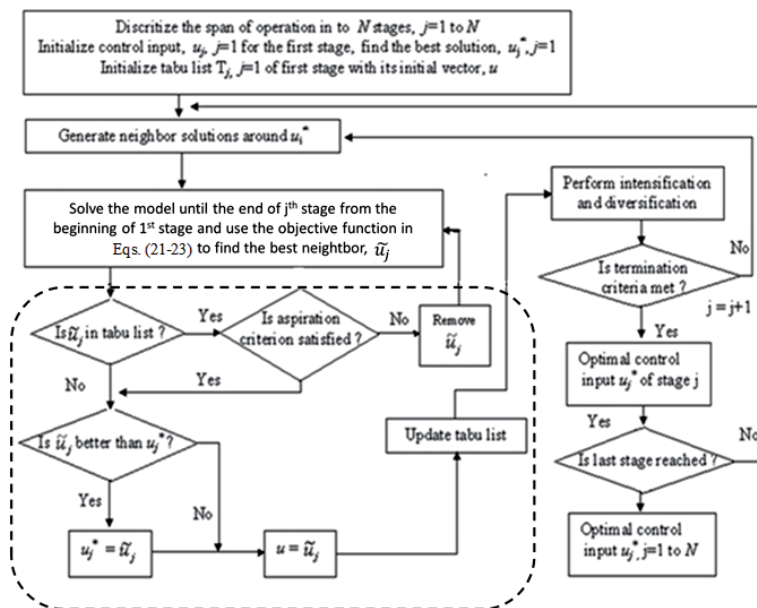 Discritize the span of operation in to N stages, j=1 to N
Initialize control input, uj, j=1 for the first stage, find the best solution, uj*, j=1
Initialize tabu list Tj, j=1 of first stage with its initial vector, u
Generate neighbor solutions around ui*
Solve the model until the end of jth stage from the
beginning of 1st stage and use the objective function in
Eqs. (21-23) to find the best neightbor, ũj
Is ũj in tabu list ?
Yes
Is aspiration
criterion satisfied ?
No
Remove
ũj
No
Yes
Is ũj better than uj*?
Yes
No
uj* = ũj
u = ũj
Update tabu list
Perform intensification
and diversification
No
Is termination
criteria met ?
j = j+1
Yes
Optimal control
input uj* of stage j
Yes
No
Is last stage reached ?
Optimal control
input uj*, j=1 to N